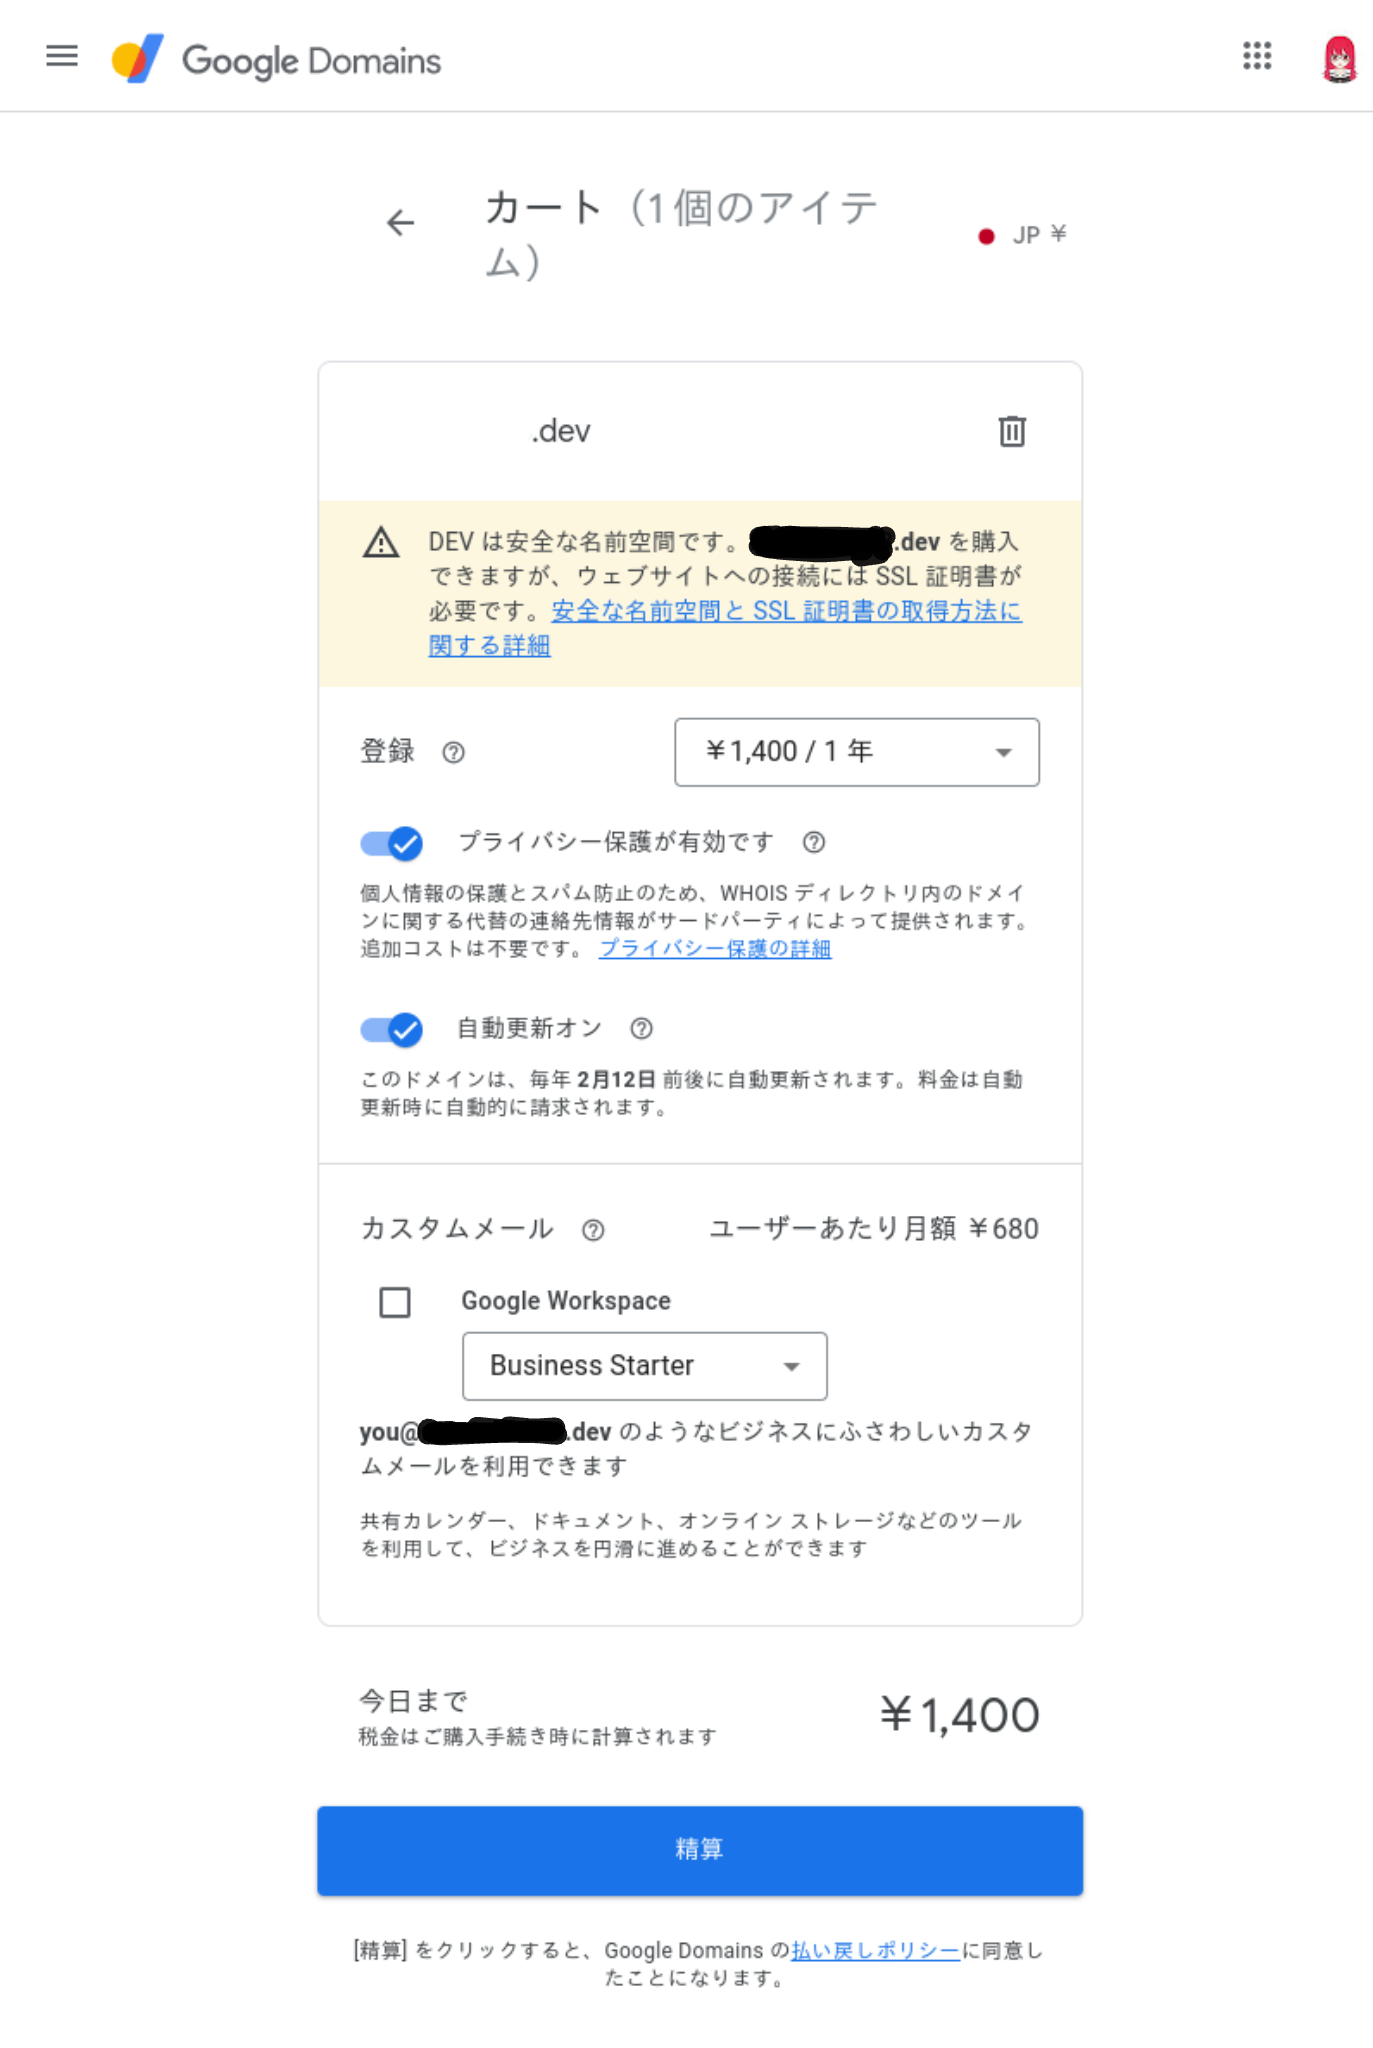 Google Domains
カート（1個のアイテ
ム）
JP ¥
.dev
DEV は安全な名前空間です。 .dev を購入
できますが、ウェブサイトへの接続には SSL 証明書が
必要です。安全な名前空間と SSL 証明書の取得方法に
関する詳細
登録
¥1,400 / 1 年
プライバシー保護が有効です
個人情報の保護とスパム防止のため、WHOIS ディレクトリ内のドメイ
ンに関する代替の連絡先情報がサードパーティによって提供されます。
追加コストは不要です。 プライバシー保護の詳細
自動更新オン
このドメインは、毎年 2月12日 前後に自動更新されます。料金は自動
更新時に自動的に請求されます。
カスタムメール
ユーザーあたり月額 ¥680
Google Workspace
Business Starter
you@ .dev のようなビジネスにふさわしいカスタ
ムメールを利用できます
共有カレンダー、ドキュメント、オンライン ストレージなどのツール
を利用して、ビジネスを円滑に進めることができます
今日まで
¥1,400
税金はご購入手続き時に計算されます
精算
[精算] をクリックすると、Google Domains の払い戻しポリシーに同意し
たことになります。